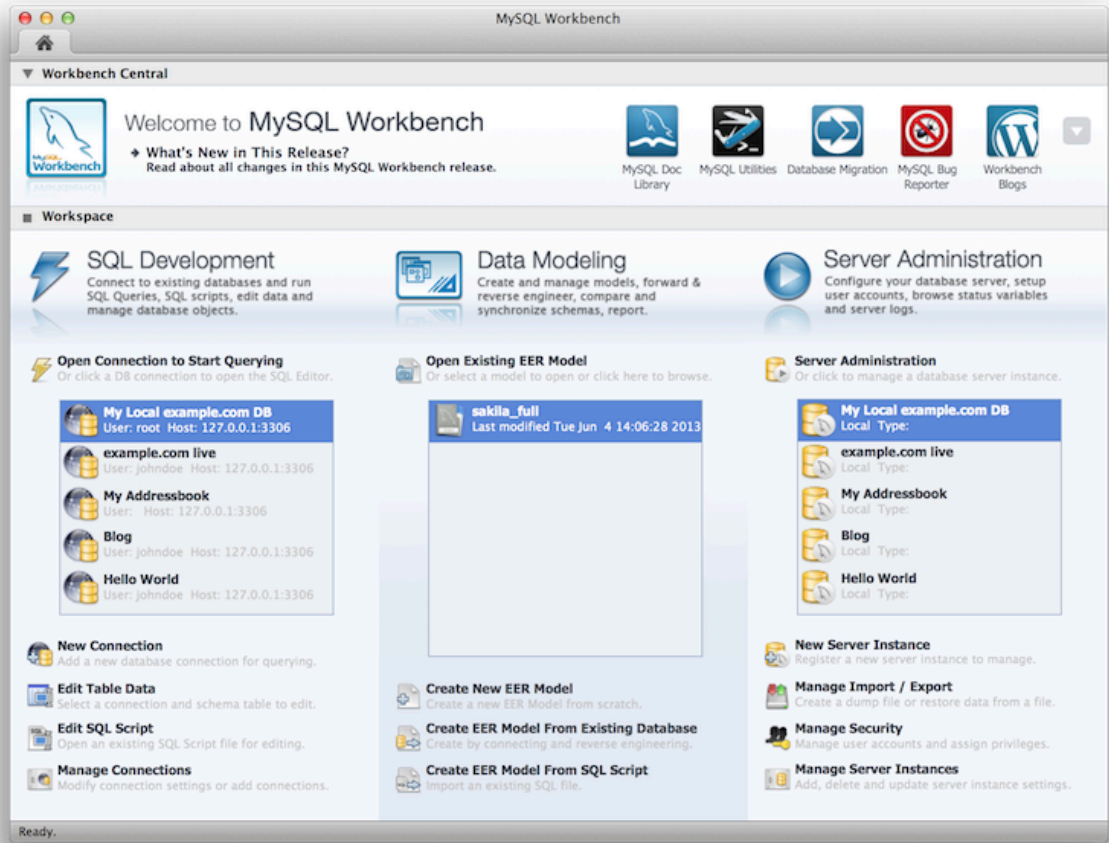 MySQL Workbench
Workbench Central
MySQL
Workbench
Welcome to MySQL Workbench
What's New in This Release?
Read about all changes in this MySQL Workbench release.
MySQL Doc
Library
MySQL Utilities
Database Migration
MySQL Bug
Reporter
Workbench
Blogs
Workspace
SQL Development
Connect to existing databases and run
SQL Queries, SQL scripts, edit data and
manage database objects.
Open Connection to Start Querying
Or click a DB connection to open the SQL Editor.
My Local example.com DB
User: root Host: 127.0.0.1:3306
example.com live
User: johndoe Host: 127.0.0.1:3306
My Addressbook
User: Host: 127.0.0.1:3306
Blog
User: johndoe Host: 127.0.0.1:3306
Hello World
User: johndoe Host: 127.0.0.1:3306
New Connection
Add a new database connection for querying.
Edit Table Data
Select a connection and schema table to edit.
Edit SQL Script
Open an existing SQL Script file for editing.
Manage Connections
Modify connection settings or add connections.
Data Modeling
Create and manage models, forward &
reverse engineer, compare and
synchronize schemas, report.
Open Existing EER Model
Or select a model to open or click here to browse.
sakila_full
Last modified Tue Jun 4 14:06:28 2013
Create New EER Model
Create a new EER Model from scratch.
Create EER Model From Existing Database
Create by connecting and reverse engineering.
Create EER Model From SQL Script
Import an existing SQL file.
Server Administration
Configure your database server, setup
user accounts, browse status variables
and server logs.
Server Administration
Or click to manage a database server instance.
My Local example.com DB
Local Type:
example.com live
Local Type:
My Addressbook
Local Type:
Blog
Local Type:
Hello World
Local Type:
New Server Instance
Register a new server instance to manage.
Manage Import / Export
Create a dump file or restore data from a file.
Manage Security
Manage user accounts and assign privileges.
Manage Server Instances
Add, delete and update server instance settings.
Ready.